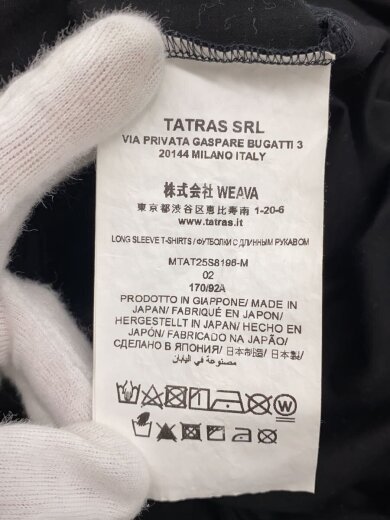 TATRAS SRL
VIA PRIVATA GASPARE BUGATTI 3
20144 MILANO ITALY
株式会社 WEAVA
東京都渋谷区恵比寿南 1-20-6
www.tatras.it
LONG SLEEVE T-SHIRTS / ФУТБОЛКИ С ДЛИННЫМ РУКАВОМ
MTAT25S8196-M
02
170/92A
PRODOTTO IN GIAPPONE/ MADE IN
JAPAN/ FABRIQUÉ EN JAPON/
HERGESTELLT IN JAPAN/ HECHO EN
JAPÓN/ FABRICADO NA JAPÃO/
СДЕЛАНО В ЯПОНИЯ/ 日本制造/ 日本製/
مصنوعة في اليابان